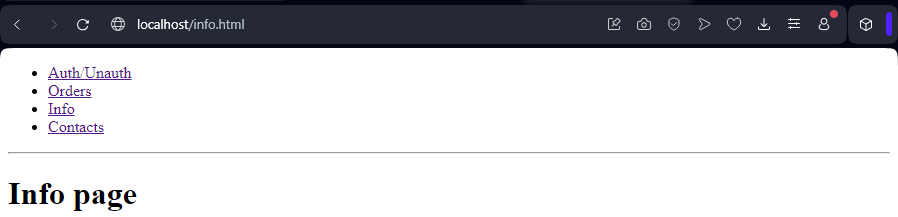 localhost/info.html
Auth/Unauth
Orders
Info
Contacts
Info page